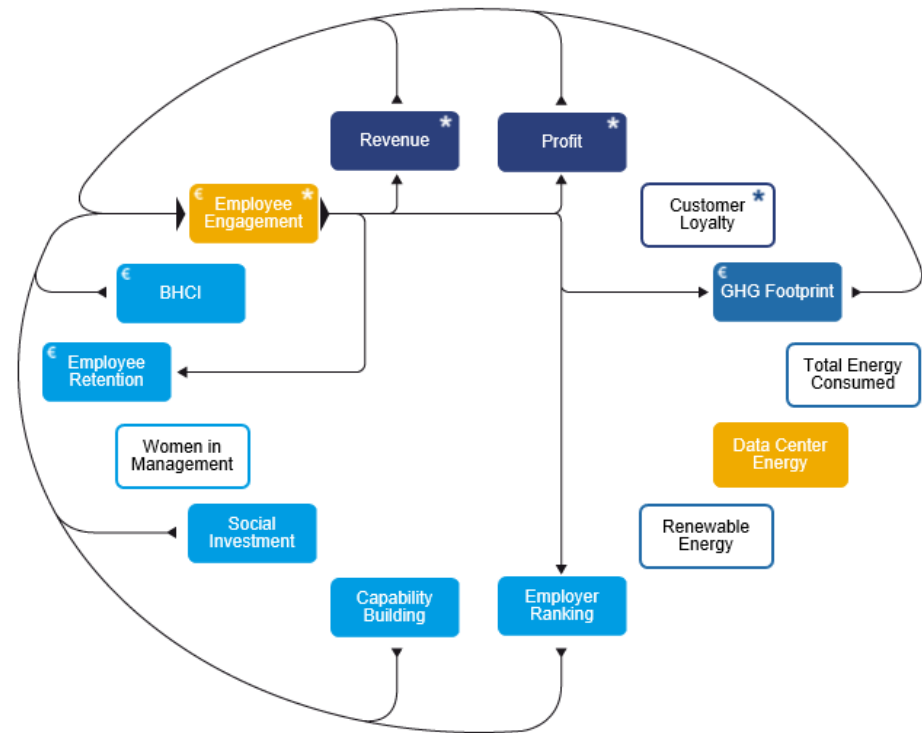 Revenue *
Profit *
€ Employee *
Engagement
Customer *
Loyalty
€
BHCI
€
GHG Footprint
€ Employee
Retention
Total Energy
Consumed
Women in
Management
Data Center
Energy
Social
Investment
Renewable
Energy
Capability
Building
Employer
Ranking